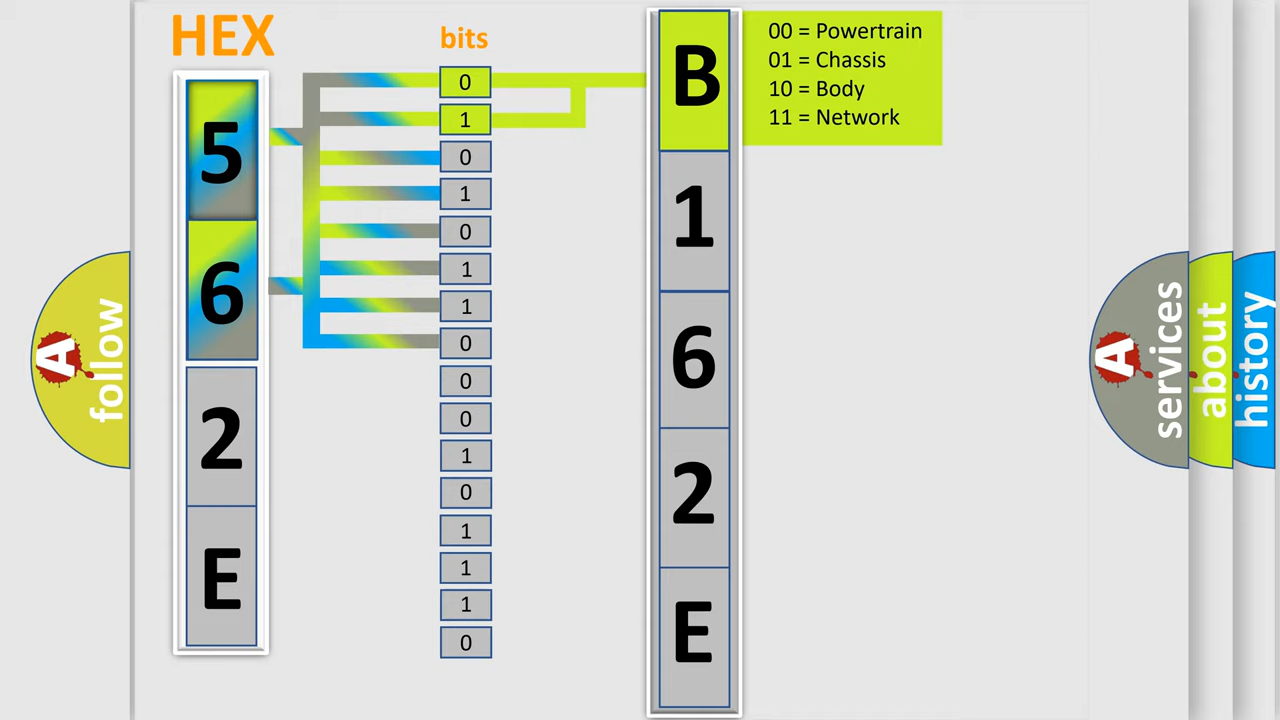 HEX
bits
5
6
2
E
0
1
0
1
0
1
1
0
0
0
1
0
1
1
1
0
B
1
6
2
E
00 = Powertrain
01 = Chassis
10 = Body
11 = Network
A
follow
A
services
about
history